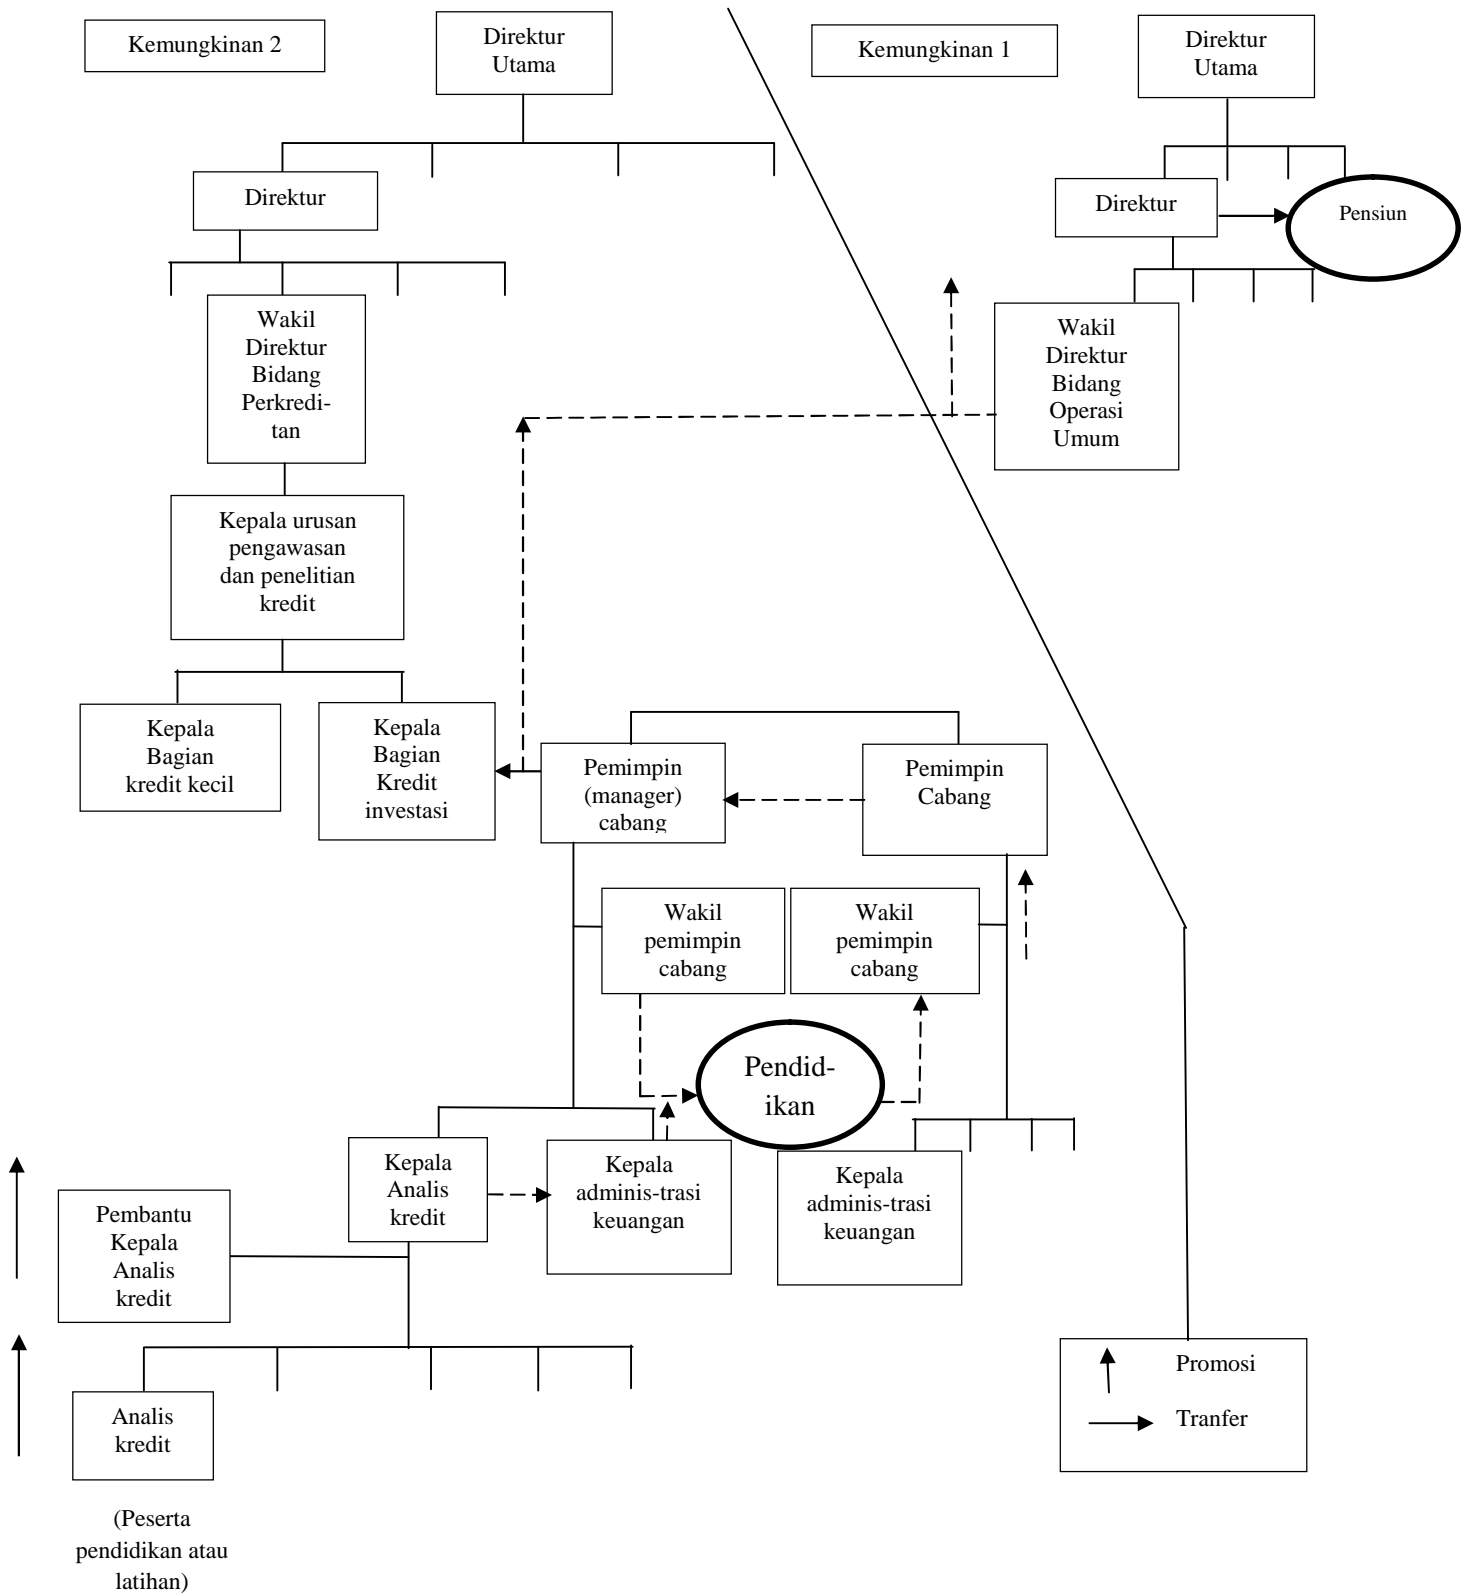 Kemungkinan 2
Direktur
Utama
Kemungkinan 1
Direktur
Utama
Direktur
Direktur
Pensiun
Wakil
Direktur
Bidang
Perkredi-
tan
Wakil
Direktur
Bidang
Operasi
Umum
Kepala urusan
pengawasan
dan penelitian
kredit
Kepala
Bagian
kredit kecil
Kepala
Bagian
Kredit
investasi
Pemimpin
(manager)
cabang
Pemimpin
Cabang
Wakil
pemimpin
cabang
Wakil
pemimpin
cabang
Pendid-
ikan
Kepala
Analis
kredit
Kepala
adminis-trasi
keuangan
Kepala
adminis-trasi
keuangan
Pembantu
Kepala
Analis
kredit
Analis
kredit
(Peserta
pendidikan atau
latihan)
Promosi
Tranfer